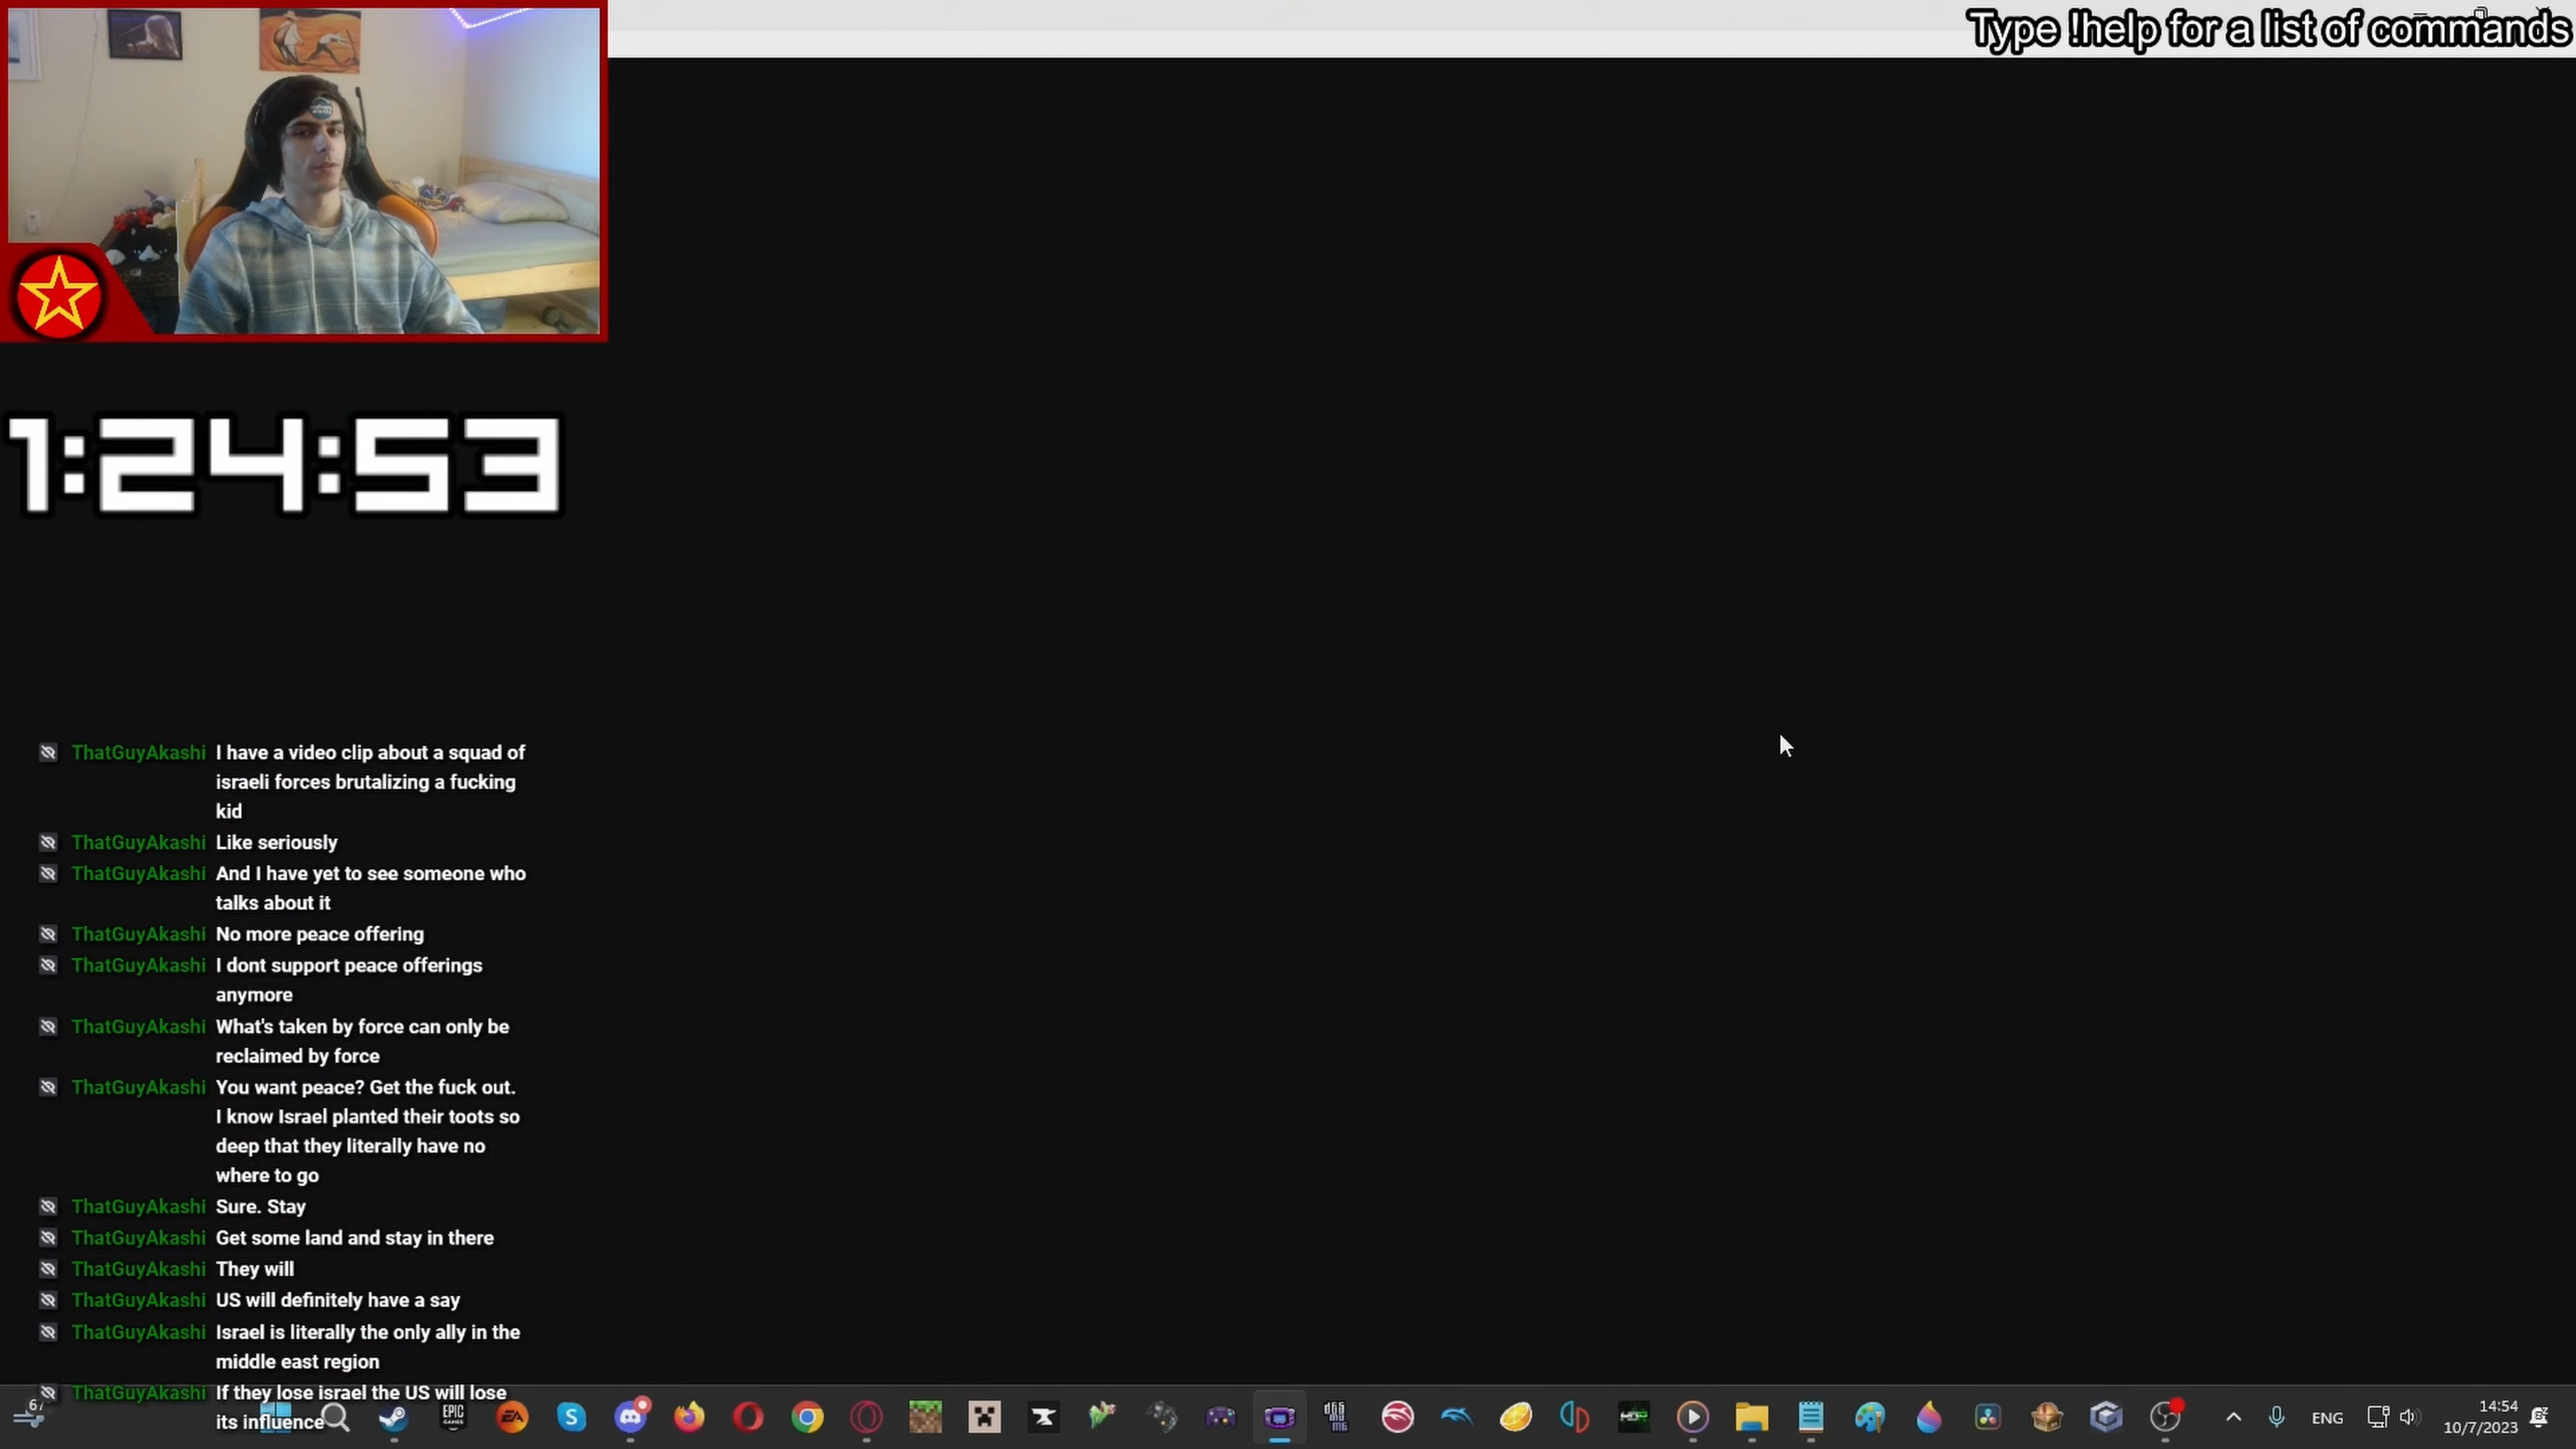 Type !help for a list of commands
1:24:53
ThatGuyAkashi I have a video clip about a squad of
israeli forces brutalizing a fucking
kid
ThatGuyAkashi Like seriously
ThatGuyAkashi And I have yet to see someone who
talks about it
ThatGuyAkashi No more peace offering
ThatGuyAkashi I dont support peace offerings
anymore
ThatGuyAkashi What's taken by force can only be
reclaimed by force
ThatGuyAkashi You want peace? Get the fuck out.
I know Israel planted their toots so
deep that they literally have no
where to go
ThatGuyAkashi Sure. Stay
ThatGuyAkashi Get some land and stay in there
ThatGuyAkashi They will
ThatGuyAkashi US will definitely have a say
ThatGuyAkashi Israel is literally the only ally in the
middle east region
ThatGuyAkashi If they lose israel the US will lose
its influence
EPIC
GAMES
EA
ENG
14:54
10/7/2023